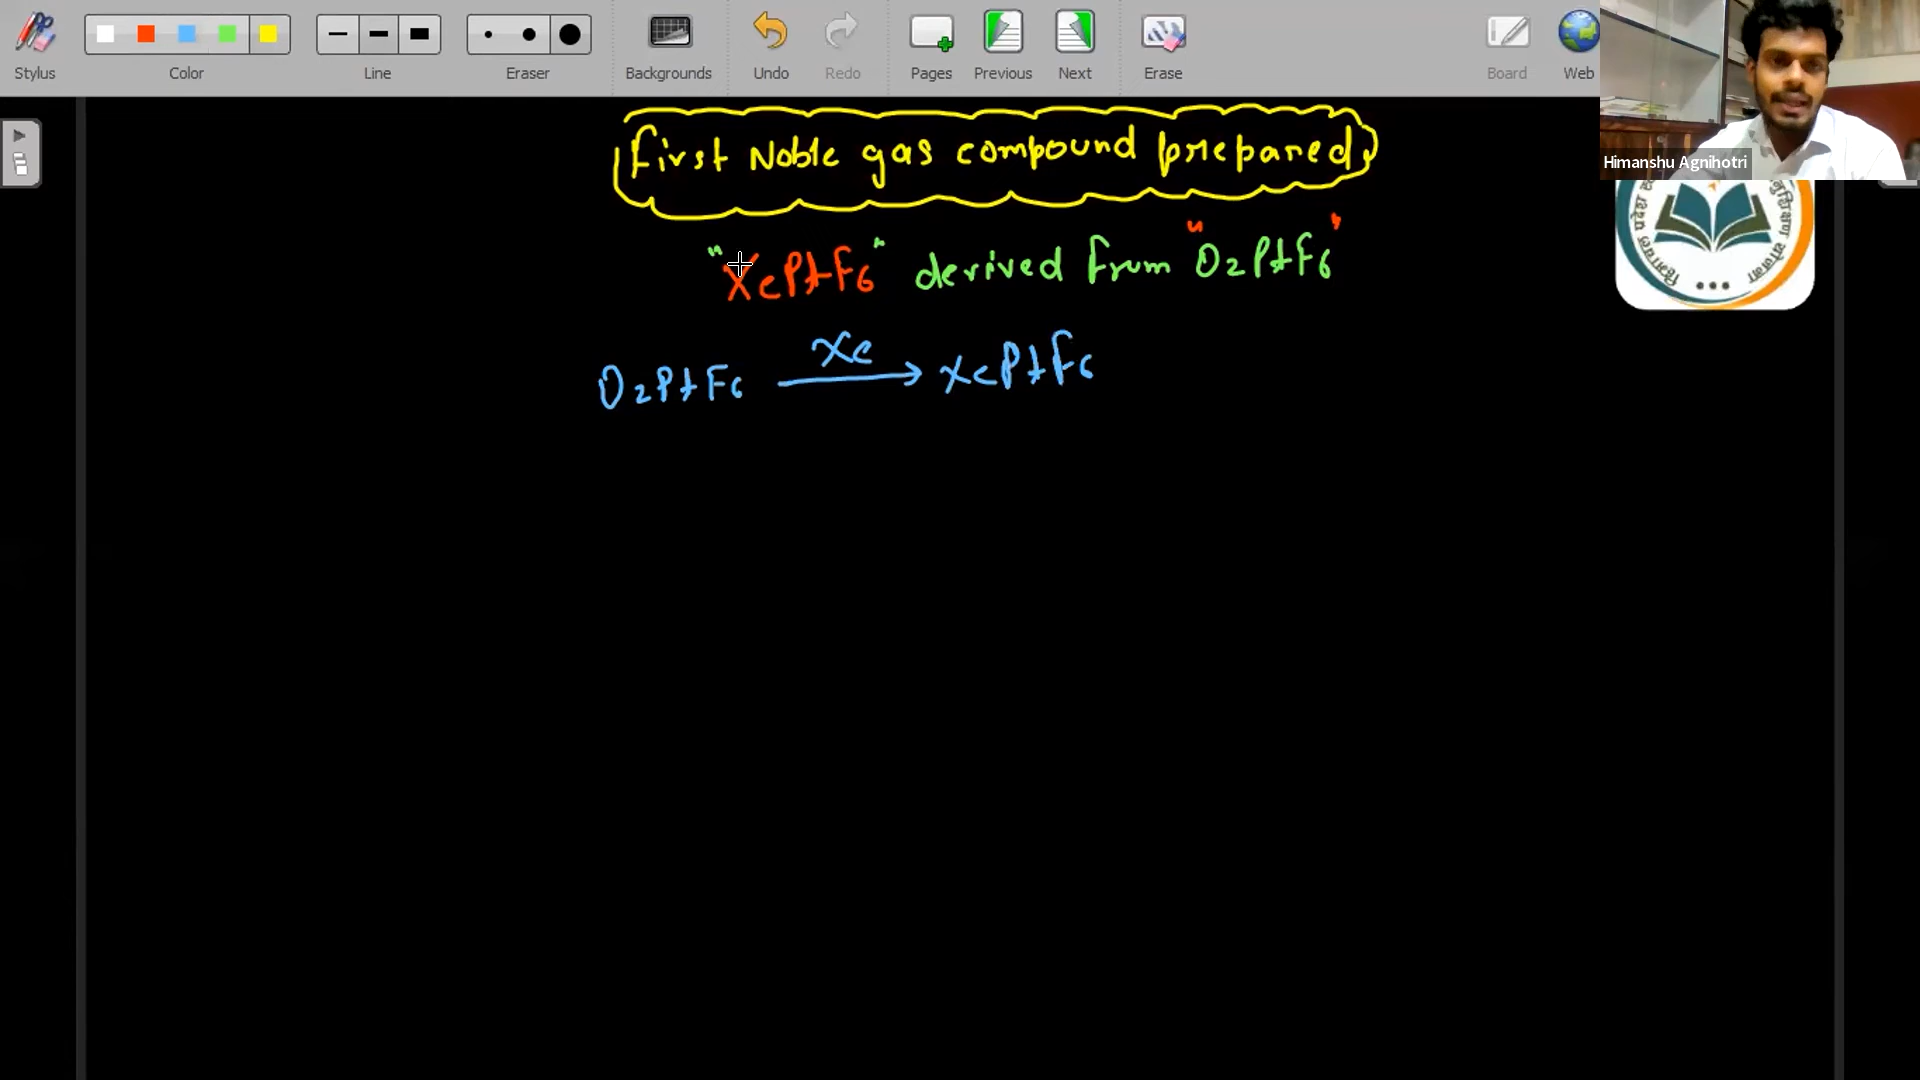 Stylus Color Line Eraser Backgrounds Undo Redo Pages Previous Next Erase Board Web
Himanshu Agnihotri
First Noble gas compound prepared
"XePtF6" derived from "O2PtF6"
O2PtF6 Xe → XePtF6